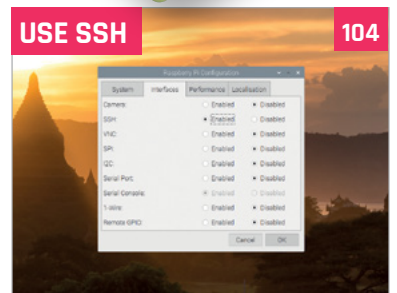 USE SSH
104
Raspberry Pi Configuration
System Interfaces Performance Localisation
Camera: Enabled Disabled
SSH: Enabled Disabled
VNC: Enabled Disabled
SPI: Enabled Disabled
I2C: Enabled Disabled
Serial Port: Enabled Disabled
Serial Console: Enabled Disabled
1-Wire: Enabled Disabled
Remote GPIO: Enabled Disabled
Cancel OK